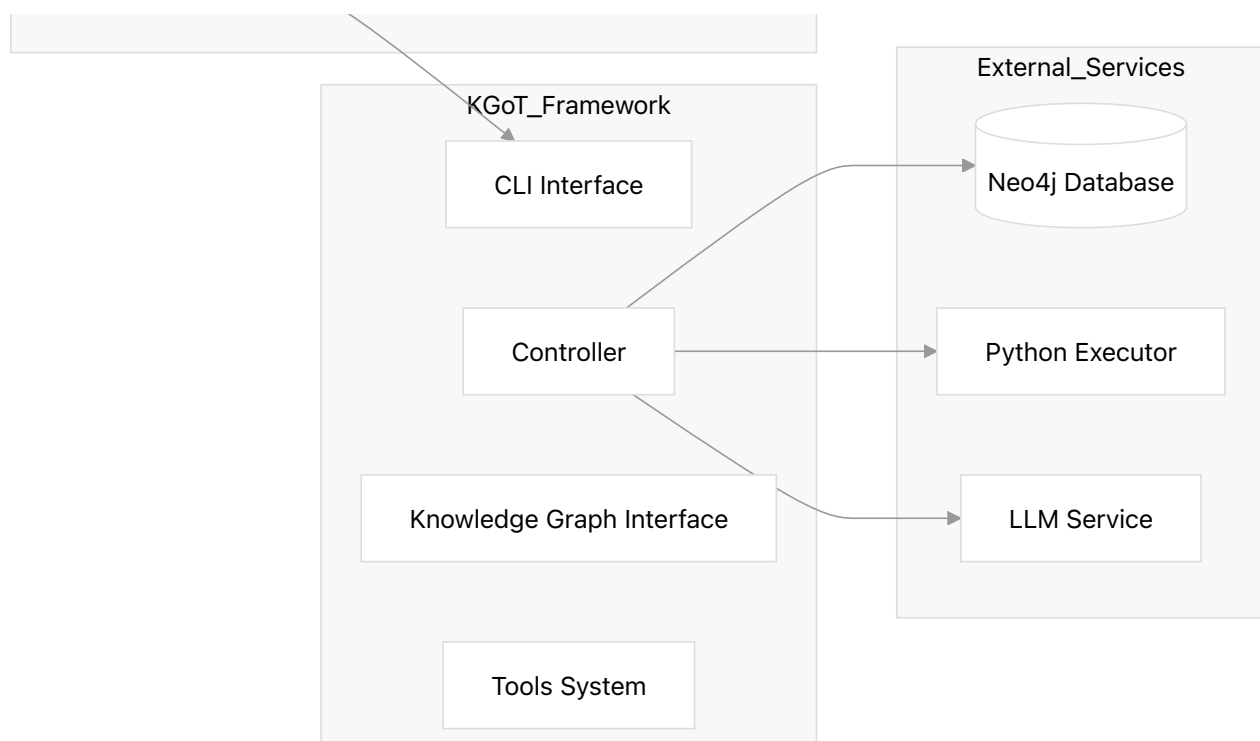 KGoT_Framework
CLI Interface
Controller
Knowledge Graph Interface
Tools System
External_Services
Neo4j Database
Python Executor
LLM Service